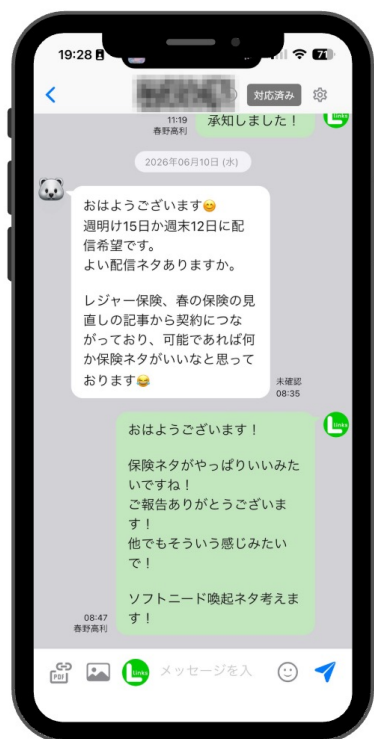 19:28
71
対応済み
11:19
春野高利
承知しました！
Links
2026年06月10日 (水)
おはようございます😊
週明け15日か週末12日に配
信希望です。
よい配信ネタありますか。
レジャー保険、春の保険の見
直しの記事から契約につな
がっており、可能であれば何
か保険ネタがいいなと思って
おります😂
未確認
08:35
Links
おはようございます！
保険ネタがやっぱりいいみた
いですね！
ご報告ありがとうございま
す！
他でもそういう感じみたい
で！
ソフトニード喚起ネタ考えま
す！
08:47
春野高利
PDF
Links
メッセージを入